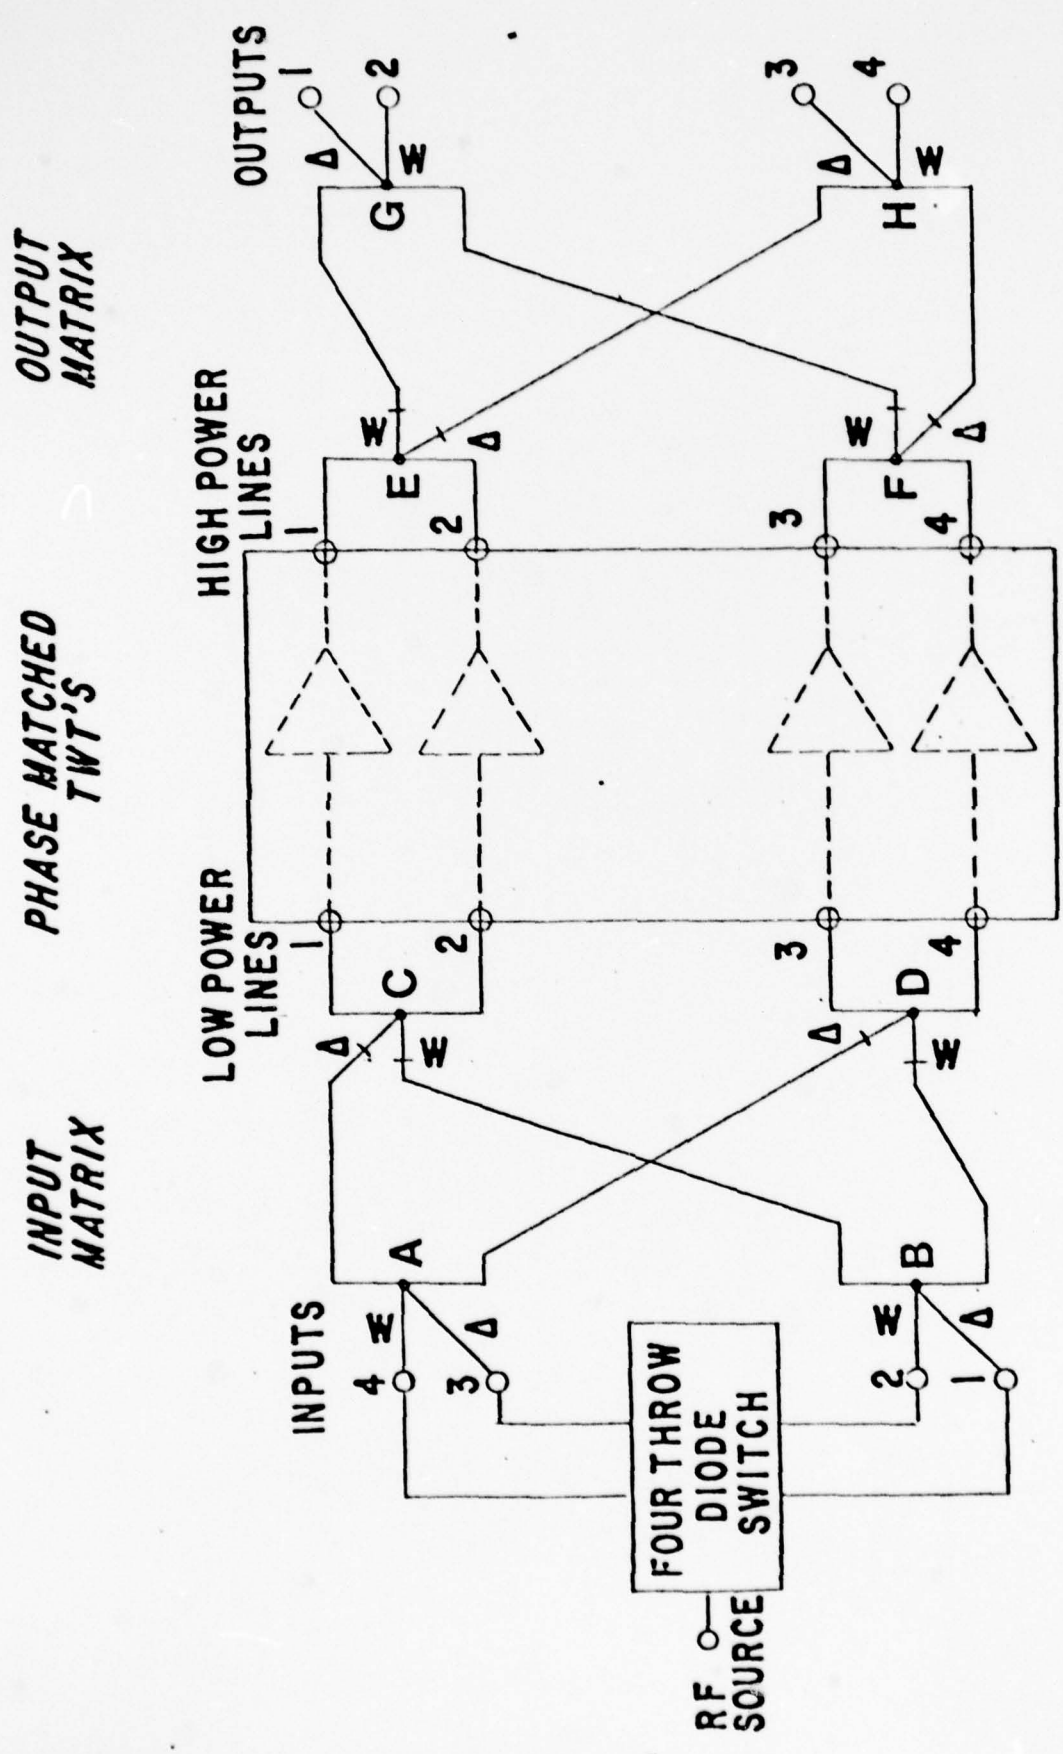 INPUT
MATRIX
PHASE MATCHED
TWT'S
OUTPUT
MATRIX
INPUTS
LOW POWER
LINES
HIGH POWER
LINES
OUTPUTS
4
Σ
A
3
Δ
Δ
Σ
C
1
2
1
2
Σ
E
Δ
Δ
G
Σ
1
2
RF
SOURCE
FOUR THROW
DIODE
SWITCH
2
Σ
B
1
Δ
Δ
Σ
D
3
4
3
4
Σ
F
Δ
Δ
H
Σ
3
4